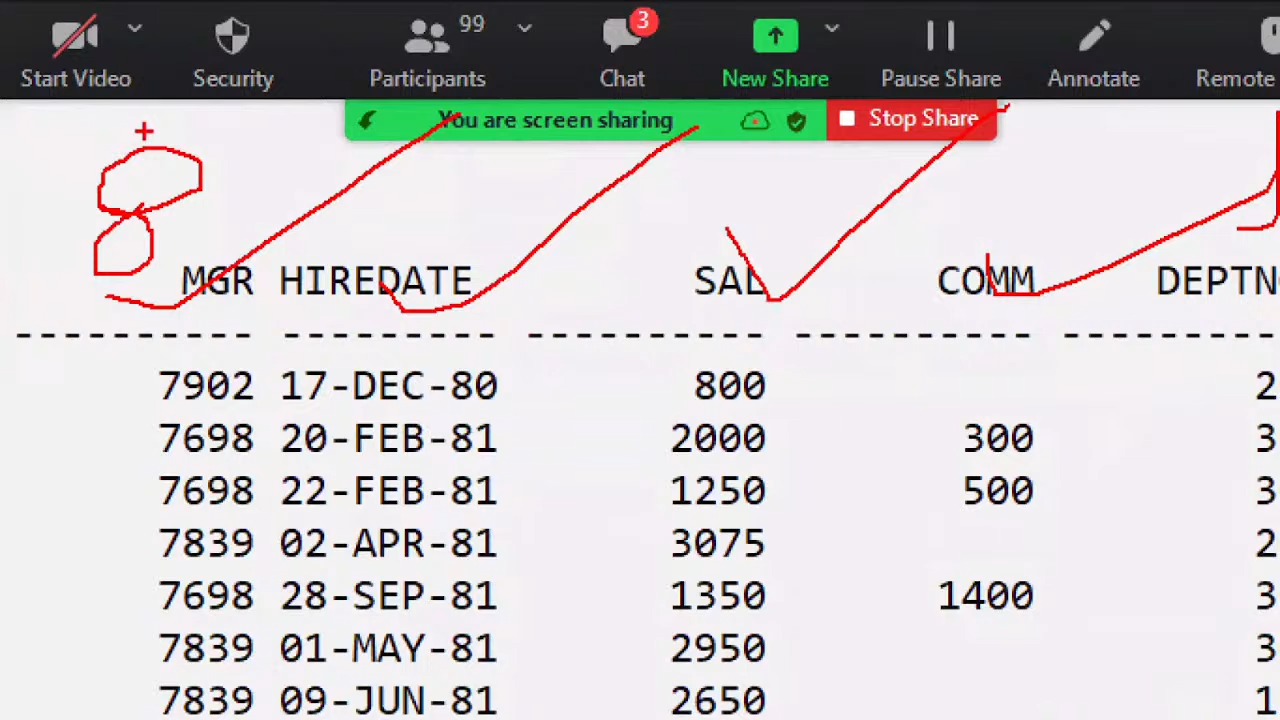 99 3
Start Video Security Participants Chat New Share Pause Share Annotate Remote
You are screen sharing Stop Share
MGR HIREDATE SAL COMM DEPTN
---------- --------- ---------- ---------- ---------
7902 17-DEC-80 800 2
7698 20-FEB-81 2000 300 3
7698 22-FEB-81 1250 500 3
7839 02-APR-81 3075 2
7698 28-SEP-81 1350 1400 3
7839 01-MAY-81 2950 3
7839 09-JUN-81 2650 1